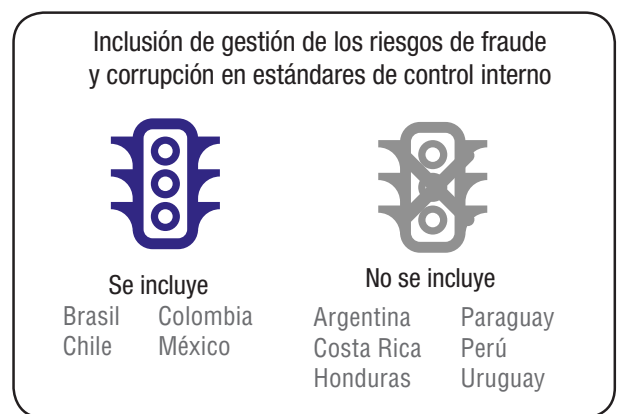 Inclusión de gestión de los riesgos de fraude
y corrupción en estándares de control interno
Se incluye
Brasil Colombia
Chile México
No se incluye
Argentina Paraguay
Costa Rica Perú
Honduras Uruguay